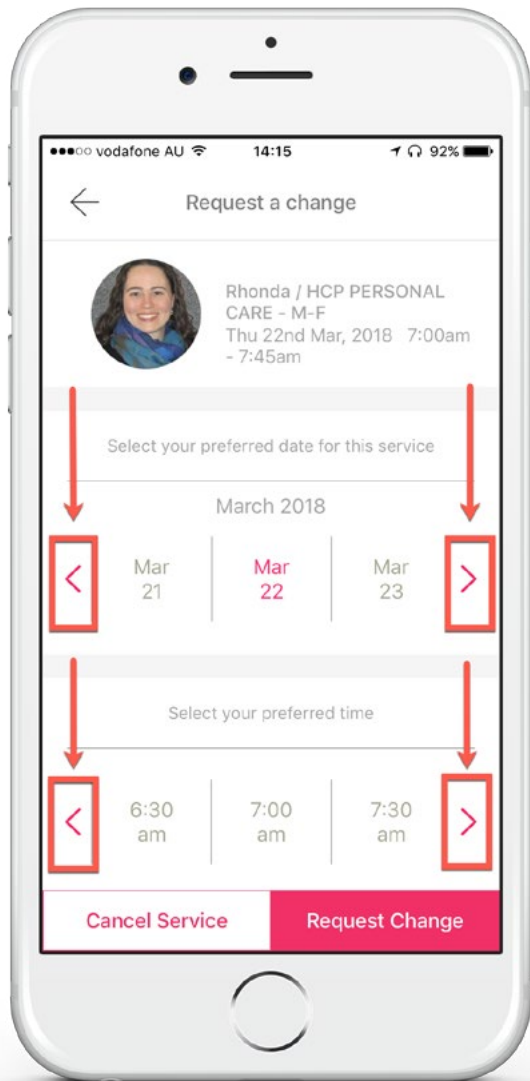 vodafone AU 14:15 92%
Request a change
Rhonda / HCP PERSONAL
CARE - M-F
Thu 22nd Mar, 2018 7:00am
- 7:45am
Select your preferred date for this service
March 2018
Mar Mar Mar
21 22 23
Select your preferred time
6:30 7:00 7:30
am am am
Cancel Service Request Change